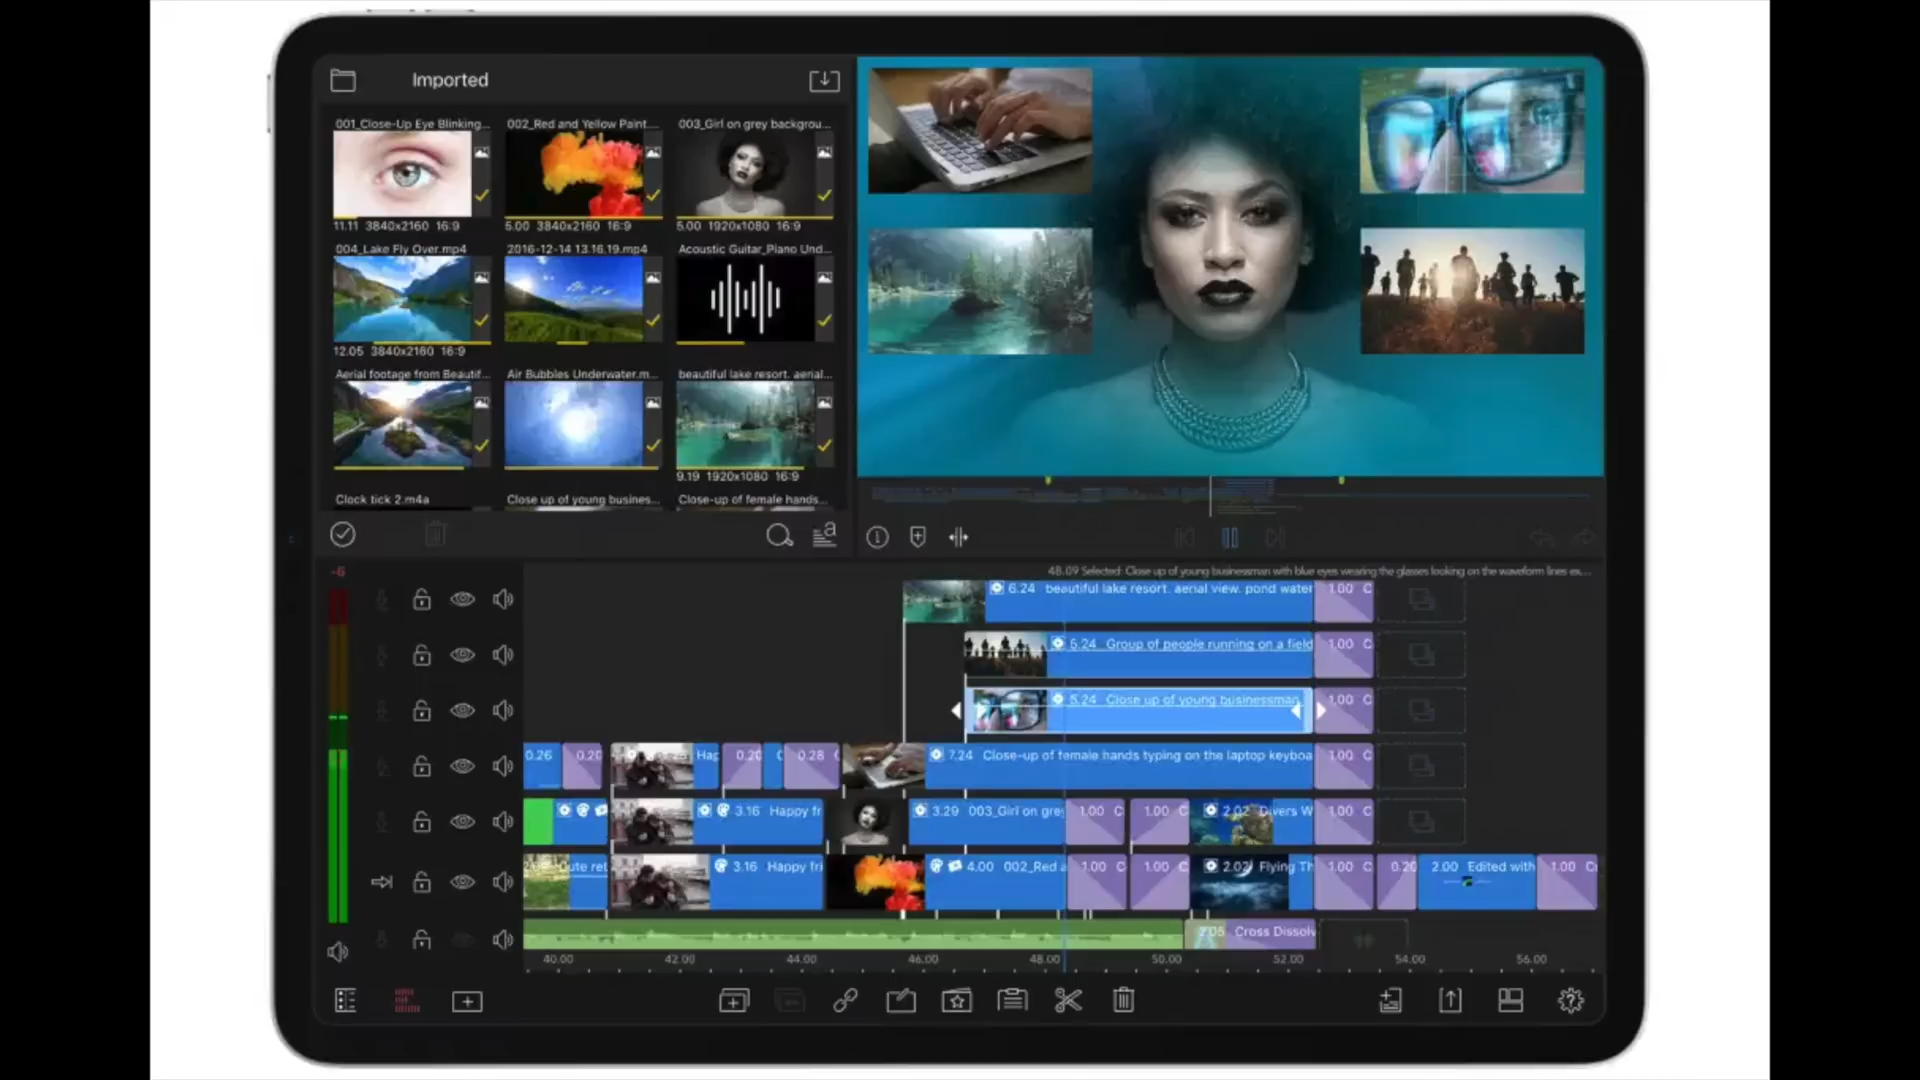 Imported
001_Close-Up Eye Blinking...
002_Red and Yellow Paint...
003_Girl on grey backgrou...
11.11 3840x2160 16:9
5.00 3840x2160 16:9
5.00 1920x1080 16:9
004_Lake Fly Over.mp4
2016-12-14 13.16.19.mp4
Acoustic Guitar_Piano Und...
12.05 3840x2160 16:9
Aerial footage from Beautif...
Air Bubbles Underwater.m...
beautiful lake resort. aerial...
9.19 1920x1080 16:9
Clock tick 2.m4a
Close up of young busines...
Close-up of female hands...
-6
48.09 Selected: Close up of young businessman with blue eyes wearing the glasses looking on the waveform lines ex...
6.24 beautiful lake resort. aerial view. pond water
1.00 C
5.24 Group of people running on a field
1.00 C
5.24 Close up of young businessman
1.00 C
0.26
0.20
Hap
0.20
C
0.28 C
7.24 Close-up of female hands typing on the laptop keyboa
1.00 C
3.16 Happy fr
3.29 003_Girl on grey
1.00 C
1.00 C
2.02 Divers W
1.00 C
Cute ret
3.16 Happy fri
4.00 002_Red a
1.00 C
1.00 C
2.02 Flying Th
1.00 C
0.20
2.00 Edited with
1.00 C
2.05 Cross Dissolv
40.00 42.00 44.00 46.00 48.00 50.00 52.00 54.00 56.00